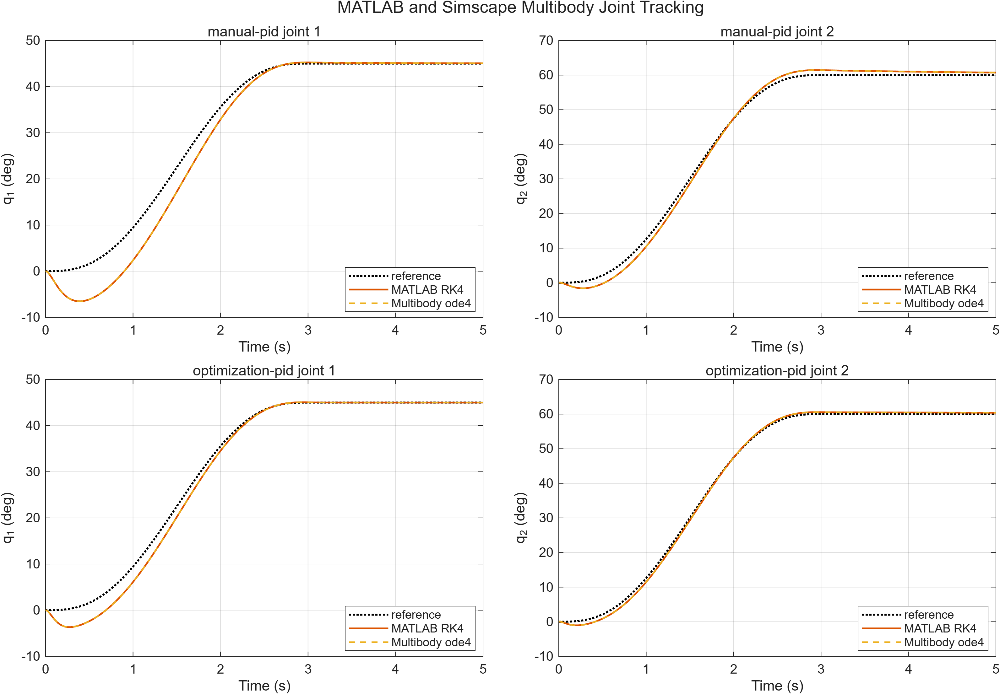 MATLAB and Simscape Multibody Joint Tracking
manual-pid joint 1
50
40
30
20
10
0
-10
q1 (deg)
0 1 2 3 4 5
Time (s)
reference
MATLAB RK4
Multibody ode4
manual-pid joint 2
70
60
50
40
30
20
10
0
-10
q2 (deg)
0 1 2 3 4 5
Time (s)
reference
MATLAB RK4
Multibody ode4
optimization-pid joint 1
50
40
30
20
10
0
-10
q1 (deg)
0 1 2 3 4 5
Time (s)
reference
MATLAB RK4
Multibody ode4
optimization-pid joint 2
70
60
50
40
30
20
10
0
-10
q2 (deg)
0 1 2 3 4 5
Time (s)
reference
MATLAB RK4
Multibody ode4